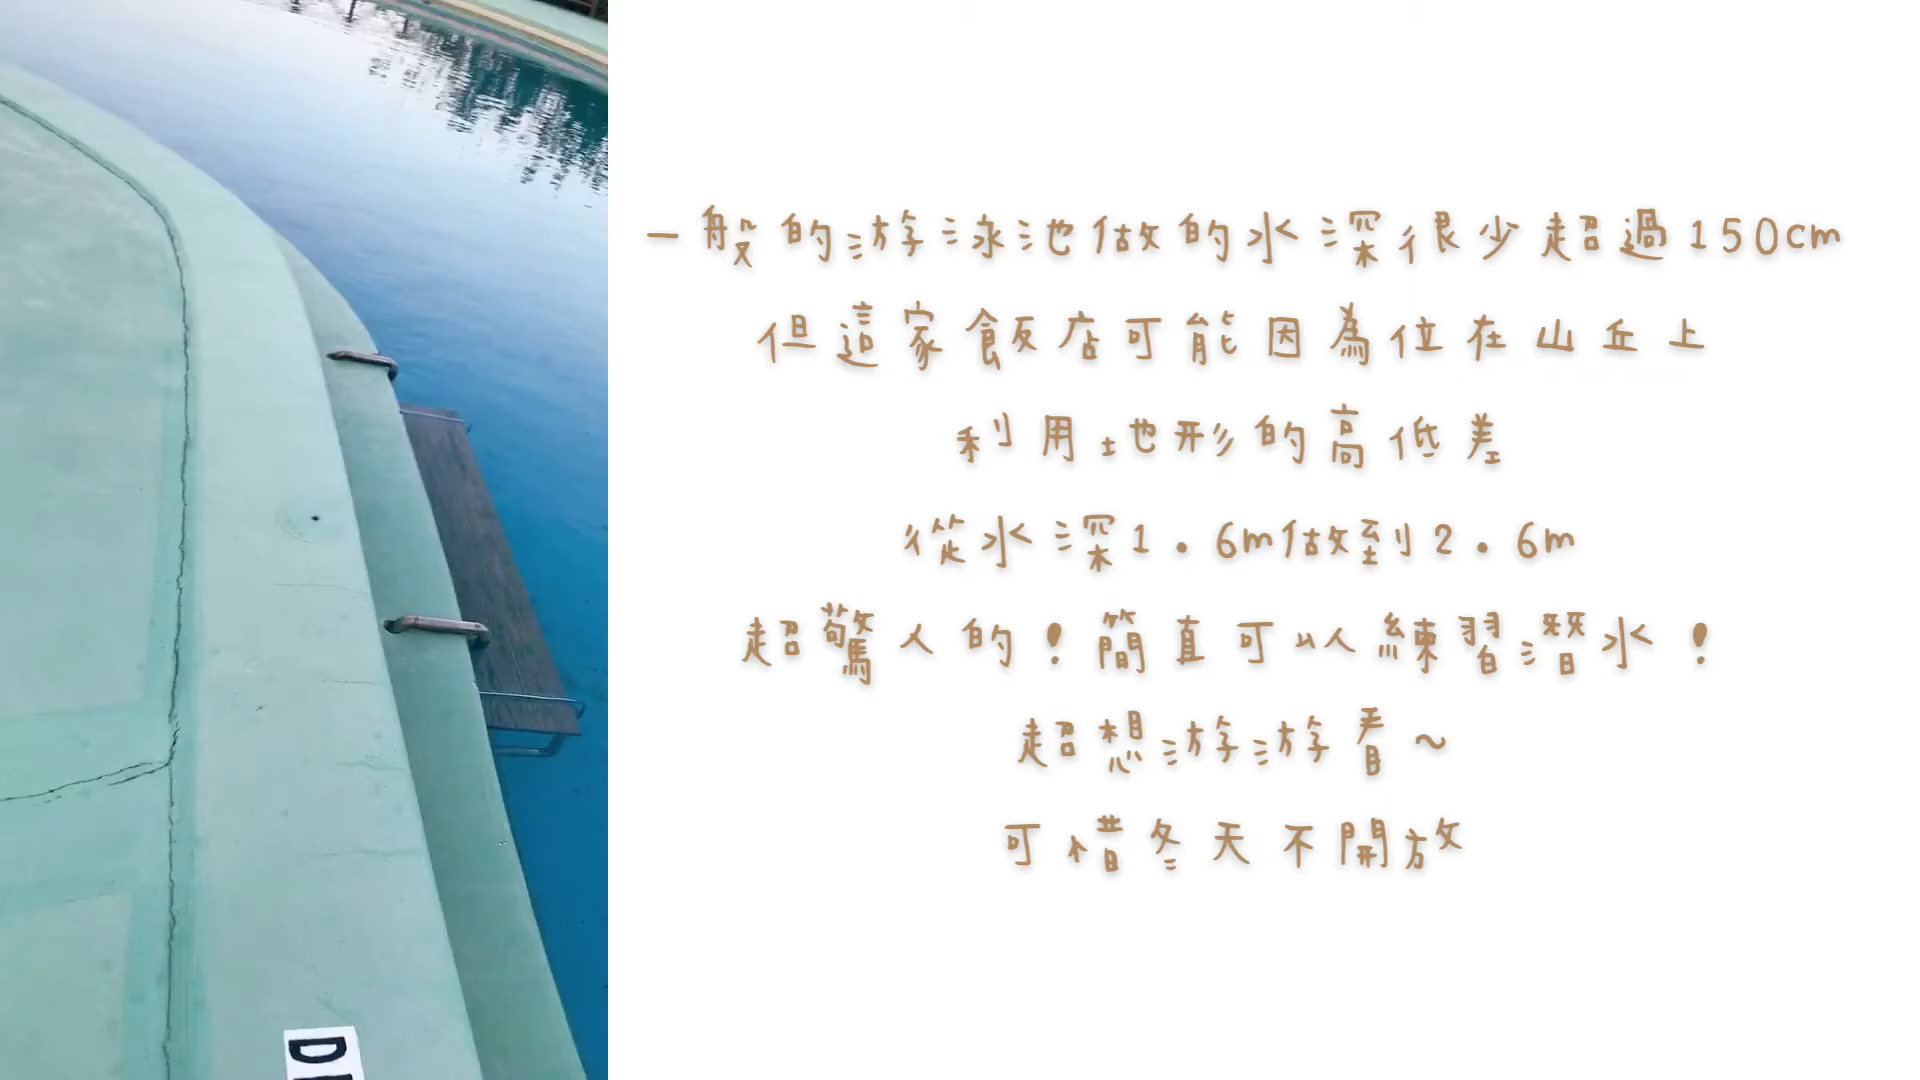 一般的游泳池做的水深很少超過150cm
但這家飯店可能因為位在山丘上
利用地形的高低差
從水深1.6m做到2.6m
超驚人的!簡直可以練習潛水!
超想游游看~
可惜冬天不開放
D